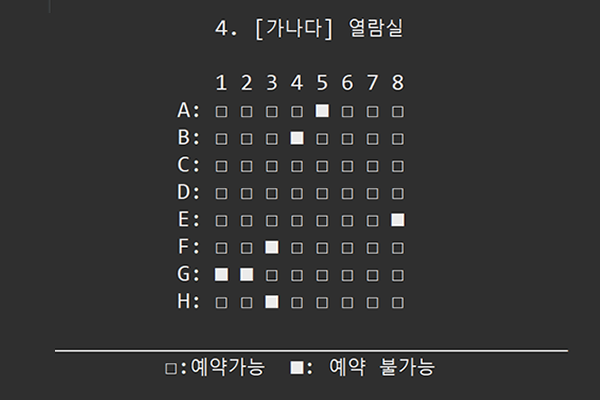 4. [가나다] 열람실
1 2 3 4 5 6 7 8
A: □ □ □ □ ■ □ □ □
B: □ □ □ ■ □ □ □ □
C: □ □ □ □ □ □ □ □
D: □ □ □ □ □ □ □ □
E: □ □ □ □ □ □ □ ■
F: □ □ ■ □ □ □ □ □
G: ■ ■ □ □ □ □ □ □
H: □ □ ■ □ □ □ □ □
□:예약가능 ■: 예약 불가능